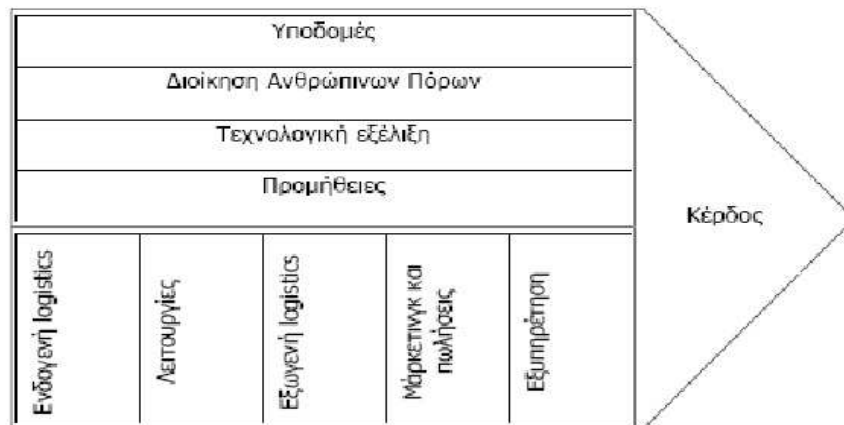 Υποδομές
Διοίκηση Ανθρώπινων Πόρων
Τεχνολογική εξέλιξη
Προμήθειες
Κέρδος
Ενδογενή logistics
Λειτουργίες
Εξωγενή logistics
Μάρκετινγκ και
πωλήσεις
Εξυπηρέτηση